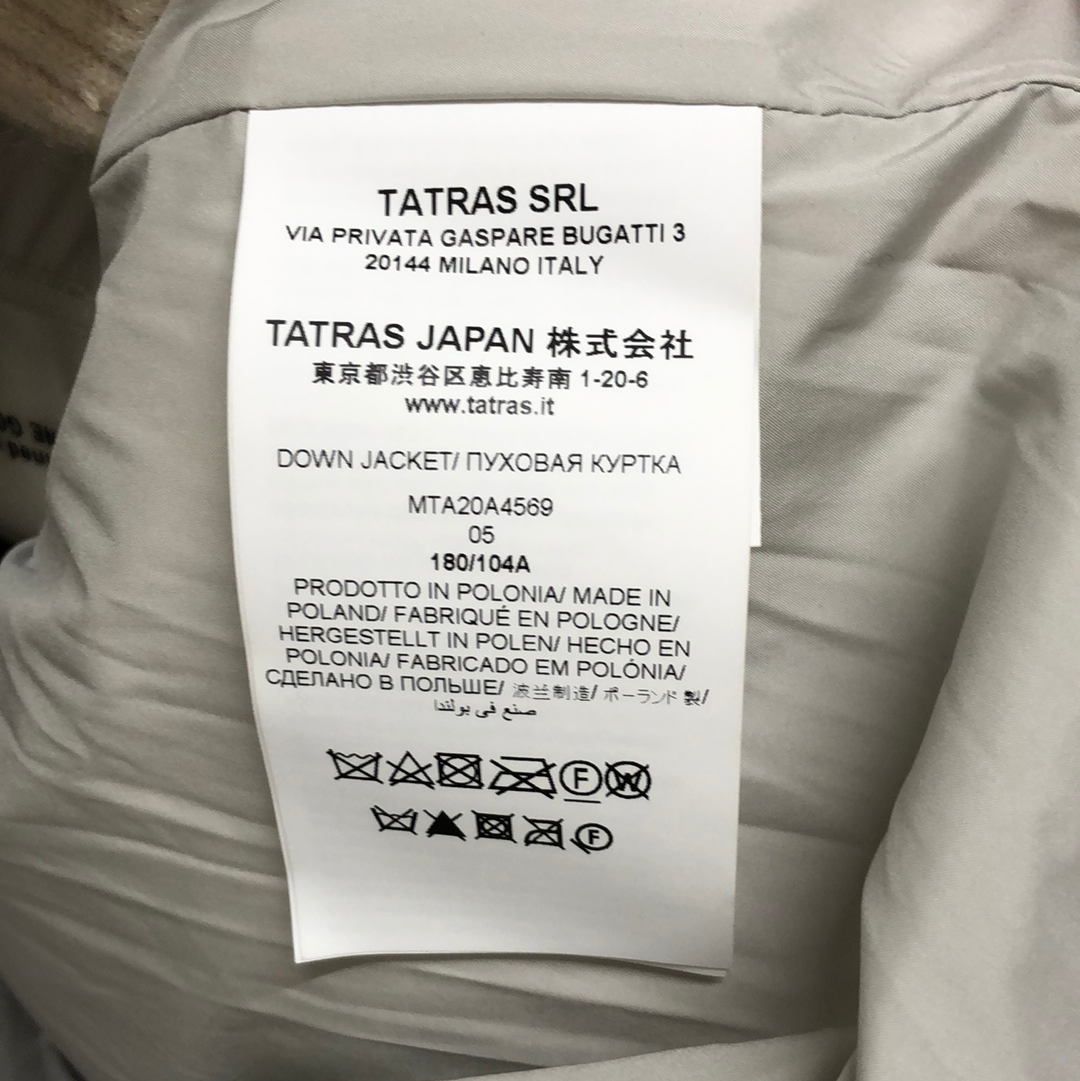 TATRAS SRL
VIA PRIVATA GASPARE BUGATTI 3
20144 MILANO ITALY
TATRAS JAPAN 株式会社
東京都渋谷区恵比寿南 1-20-6
www.tatras.it
DOWN JACKET/ ПУХОВАЯ КУРТКА
MTA20A4569
05
180/104A
PRODOTTO IN POLONIA/ MADE IN
POLAND/ FABRIQUÉ EN POLOGNE/
HERGESTELLT IN POLEN/ HECHO EN
POLONIA/ FABRICADO EM POLÓNIA/
СДЕЛАНО В ПОЛЬШЕ/ 波兰制造/ ポーランド 製/
صنع في بولندا
F W
F